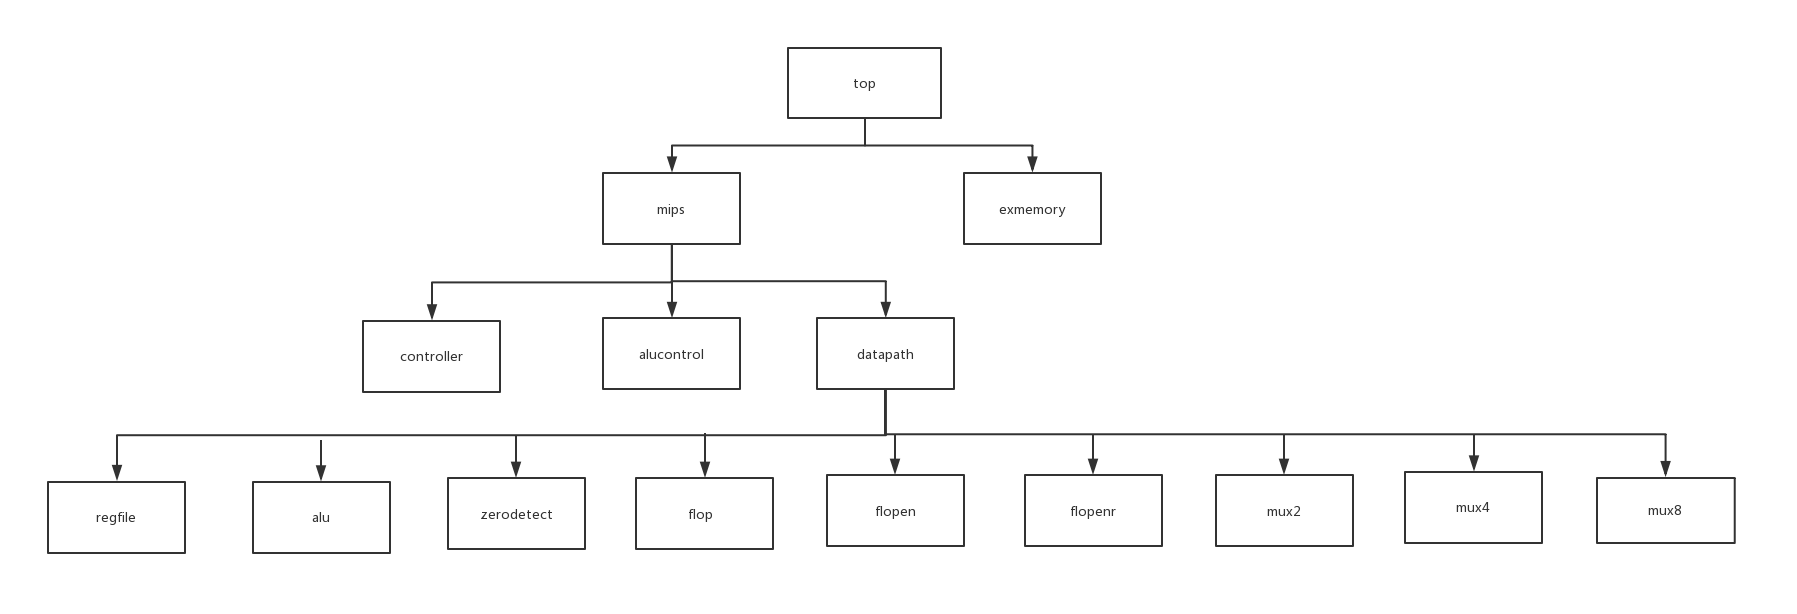 top
mips
exmemory
controller
alucontrol
datapath
regfile
alu
zerodetect
flop
flopen
flopenr
mux2
mux4
mux8